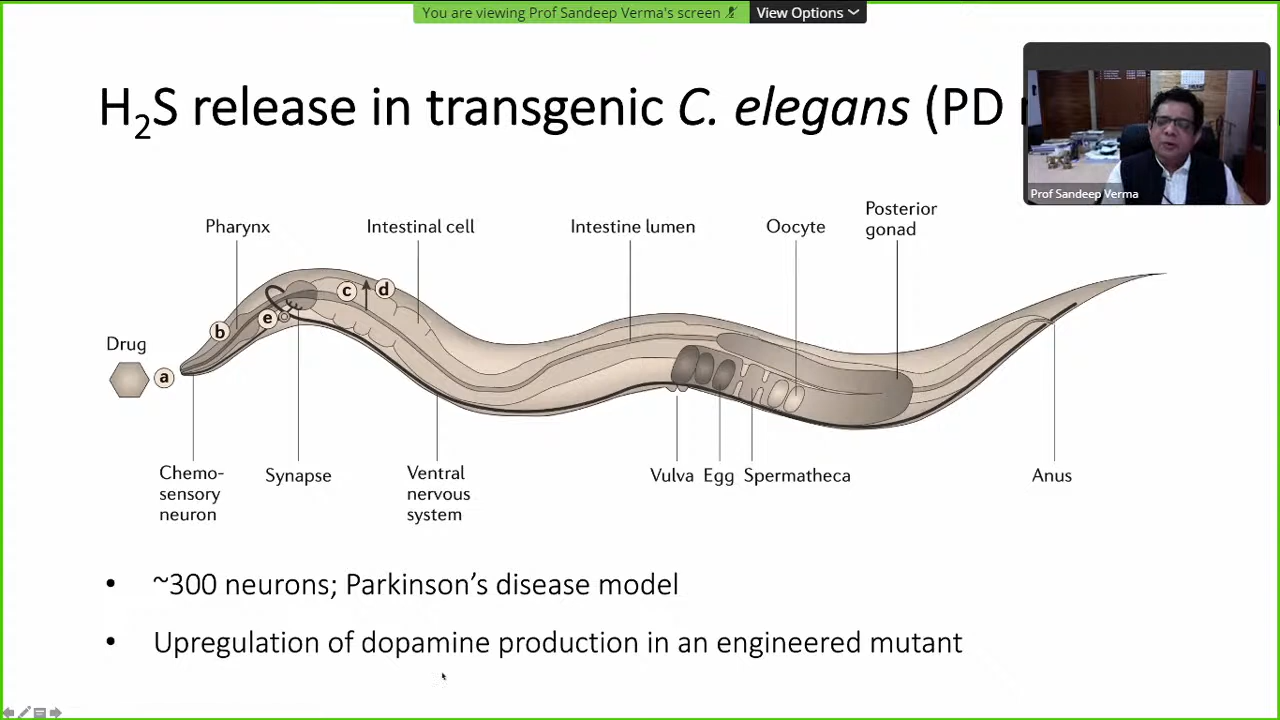 You are viewing Prof Sandeep Verma's screen
View Options
H₂S release in transgenic C. elegans (PD
Prof Sandeep Verma
Pharynx
Intestinal cell
Intestine lumen
Oocyte
Posterior
gonad
c
d
b
e
Drug
a
Chemo-
sensory
neuron
Synapse
Ventral
nervous
system
Vulva
Egg
Spermatheca
Anus
• ~300 neurons; Parkinson’s disease model
• Upregulation of dopamine production in an engineered mutant